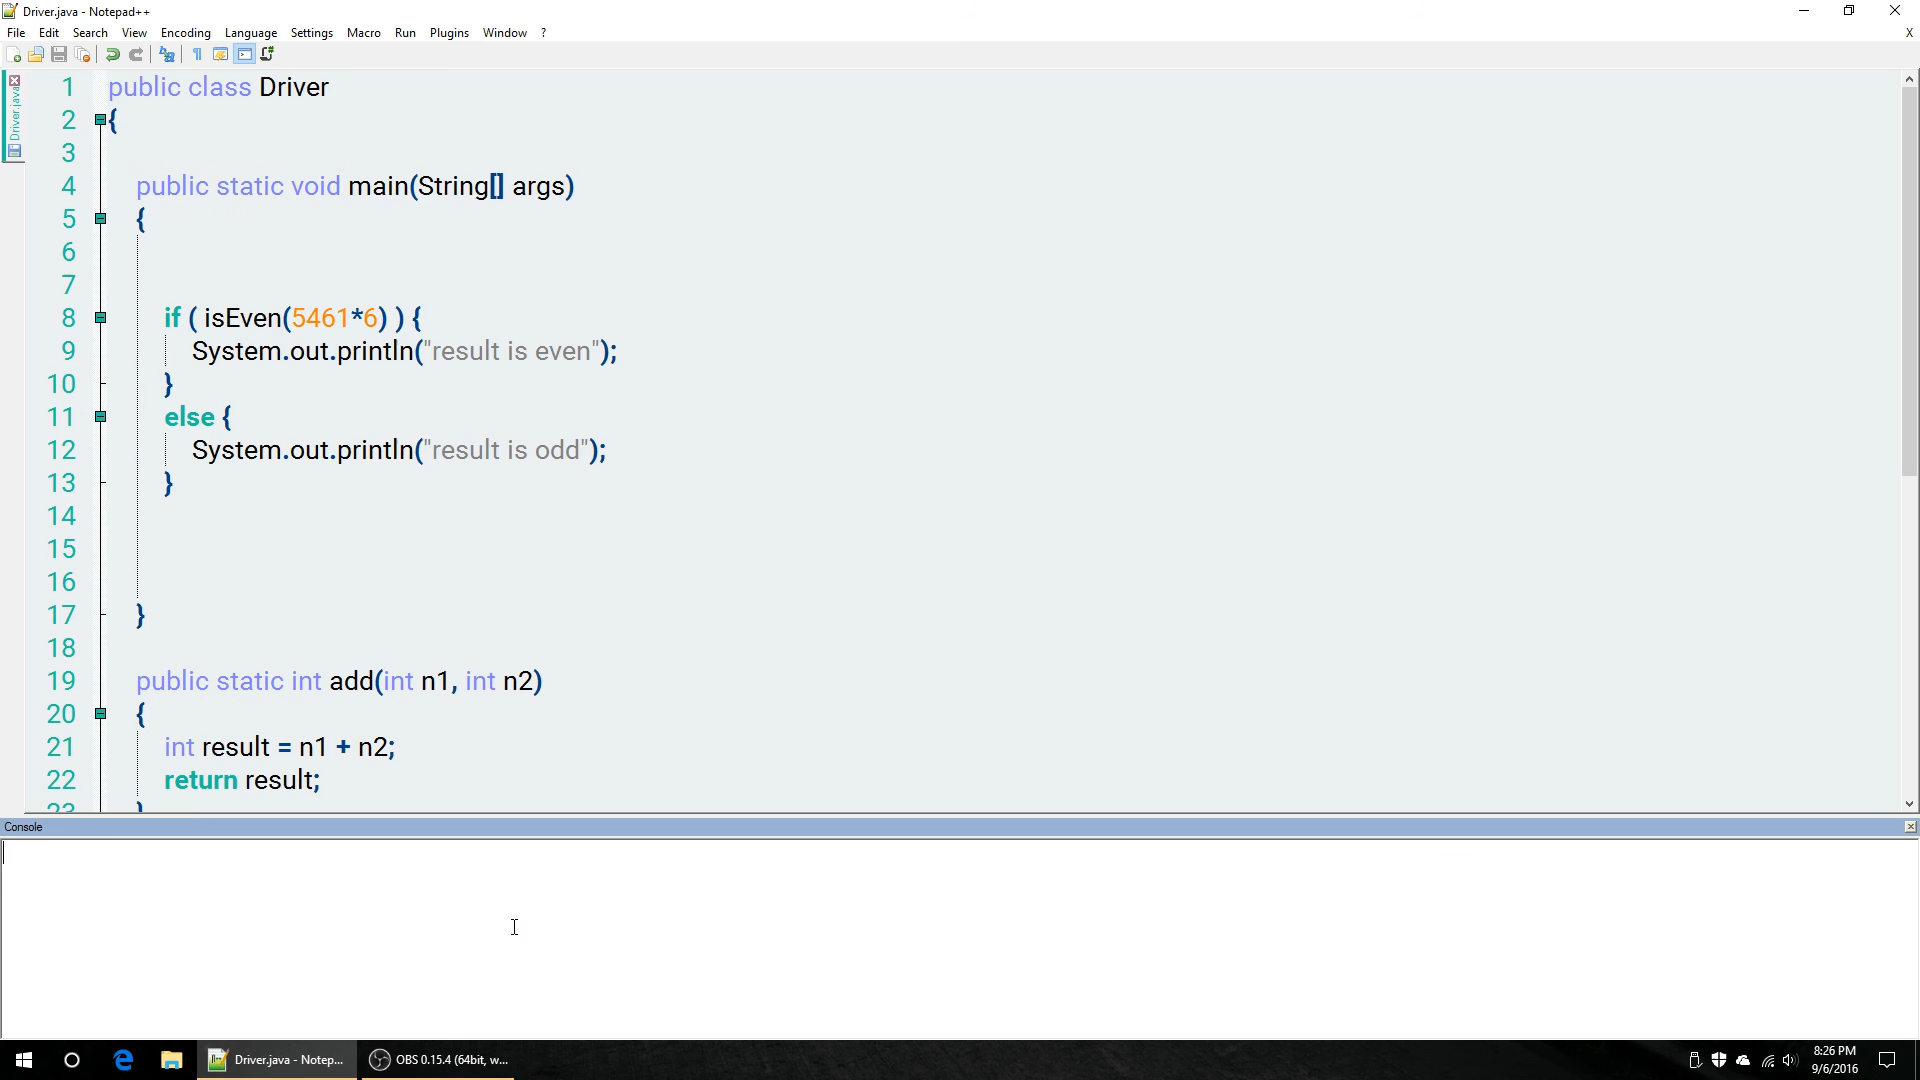 Driver.java - Notepad++
File Edit Search View Encoding Language Settings Macro Run Plugins Window ?
X
Driver.java
1 public class Driver
2 {
3
4 public static void main(String[] args)
5 {
6
7
8 if ( isEven(5461*6) ) {
9 System.out.println("result is even");
10 }
11 else {
12 System.out.println("result is odd");
13 }
14
15
16
17 }
18
19 public static int add(int n1, int n2)
20 {
21 int result = n1 + n2;
22 return result;
23 }
Console
Driver.java - Notep...
OBS 0.15.4 (64bit, w...
8:26 PM
9/6/2016